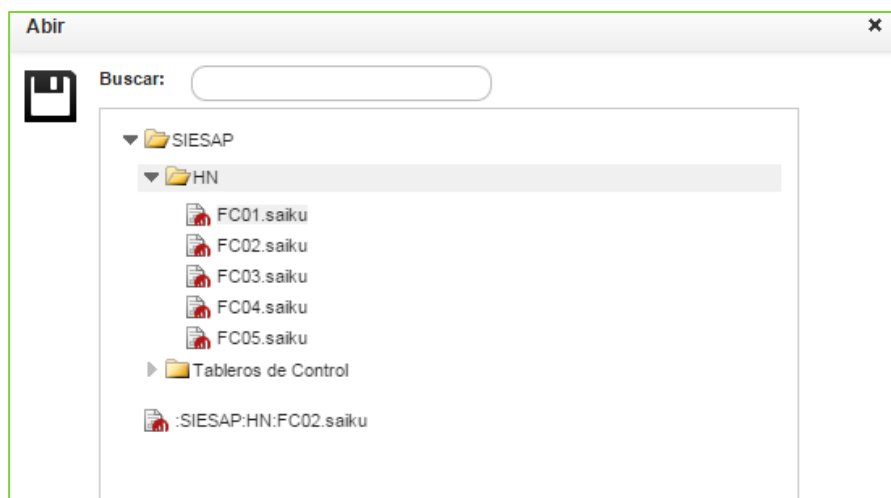 Abir
Buscar:
SIESAP
HN
FC01.saiku
FC02.saiku
FC03.saiku
FC04.saiku
FC05.saiku
Tableros de Control
:SIESAP:HN:FC02.saiku